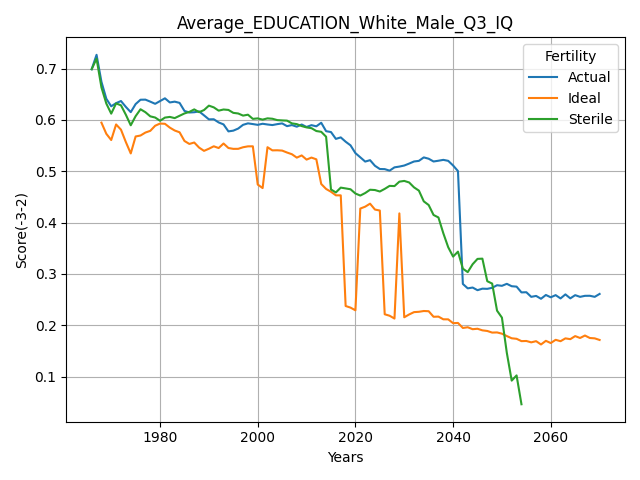 Average_EDUCATION_White_Male_Q3_IQ
Fertility
Actual
Ideal
Sterile
Score(-3-2)
0.7
0.6
0.5
0.4
0.3
0.2
0.1
1980 2000 2020 2040 2060
Years